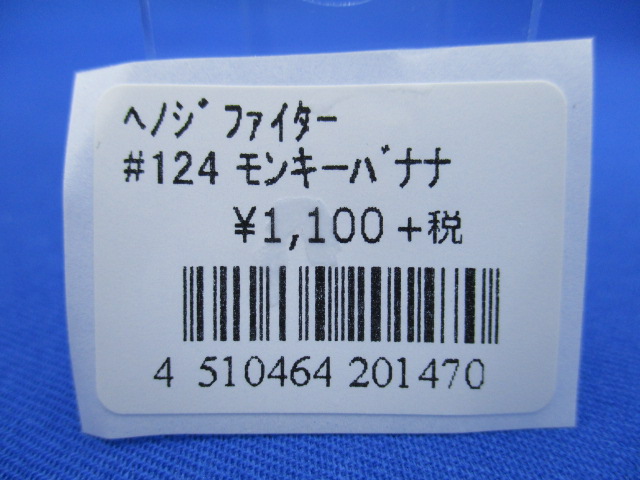 ﾍﾉｼﾞ ﾌｧｲﾀｰ
#124 ﾓﾝｷｰﾊﾞﾅﾅ
¥1,100+税
4 510464 201470